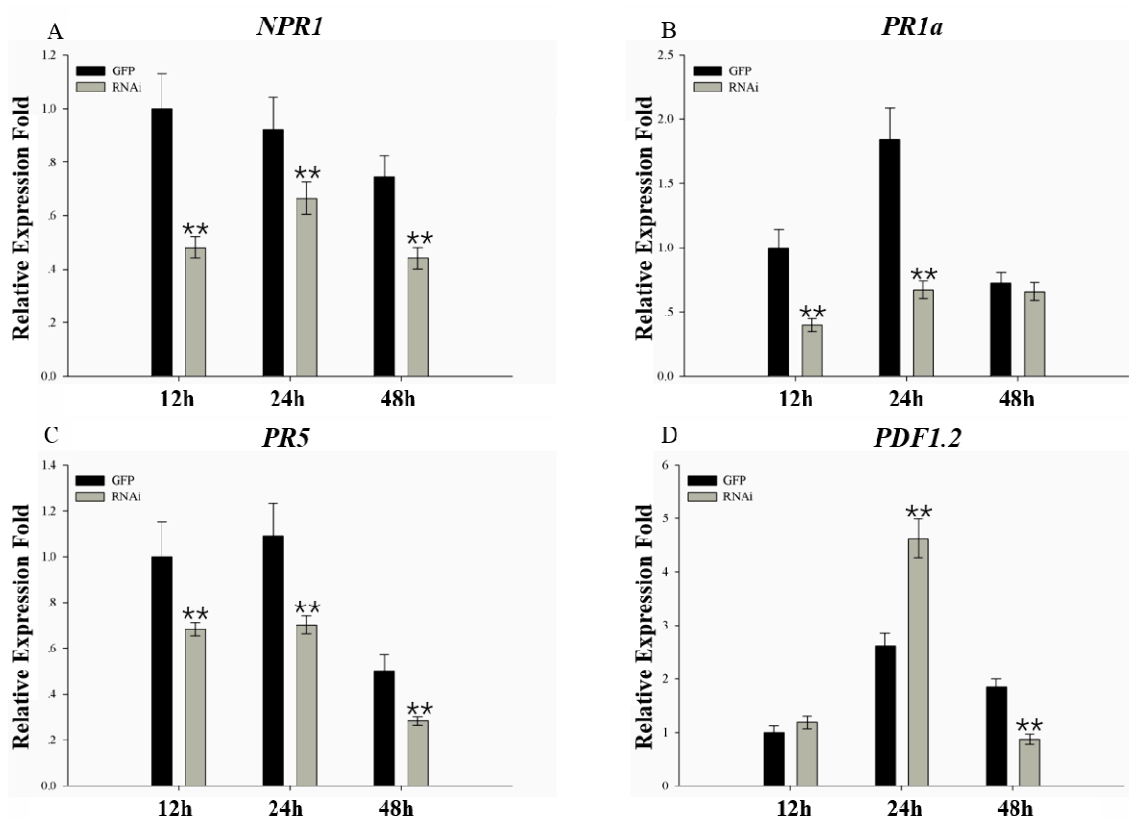 A
NPR1
Relative Expression Fold
1.2
1.0
.8
.6
.4
.2
0.0
GFP
RNAi
**
**
**
12h
24h
48h
B
PR1a
Relative Expression Fold
2.5
2.0
1.5
1.0
.5
0.0
GFP
RNAi
**
**
12h
24h
48h
C
PR5
Relative Expression Fold
1.4
1.2
1.0
.8
.6
.4
.2
0.0
GFP
RNAi
**
**
**
12h
24h
48h
D
PDF1.2
Relative Expression Fold
6
5
4
3
2
1
0
GFP
RNAi
**
**
12h
24h
48h